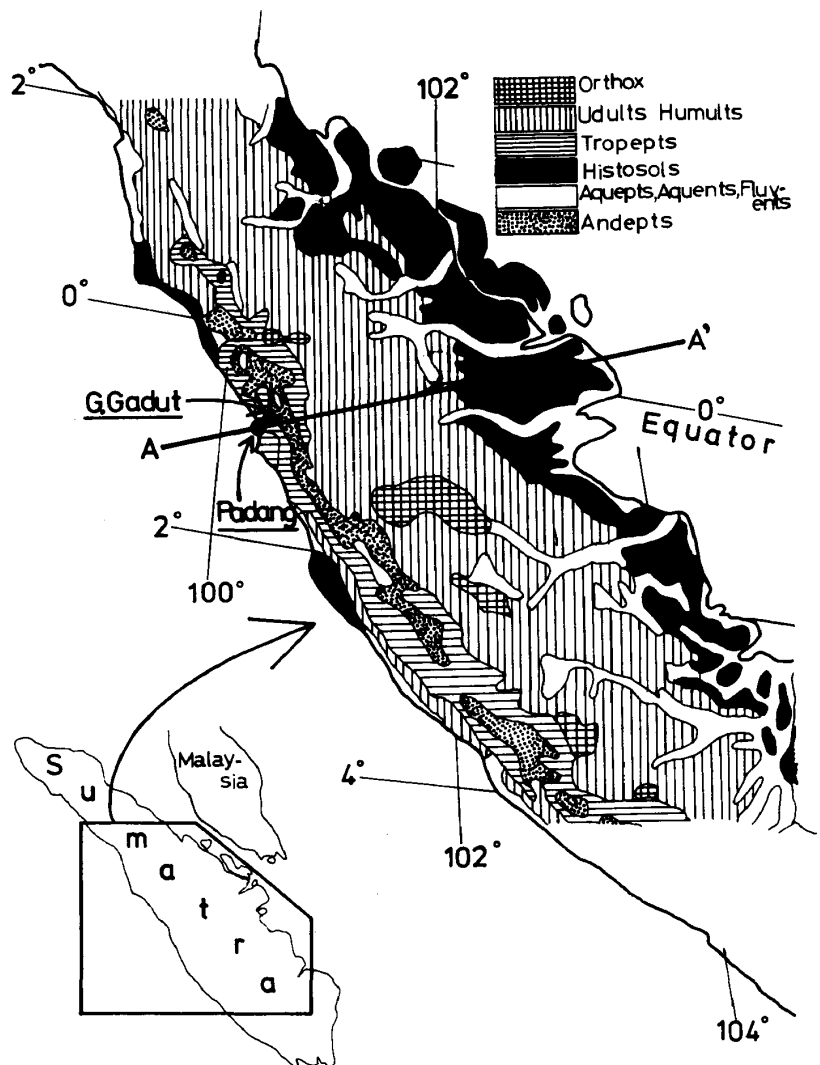 2°
102°
Orthox
Udults Humults
Tropepts
Histosols
Aquepts,Aquents,Fluv-
ents
Andepts
0°
A'
G,Gadut
0°
Equator
A
Padang
2°
100°
Malay-
sia
4°
102°
Sumatra
104°